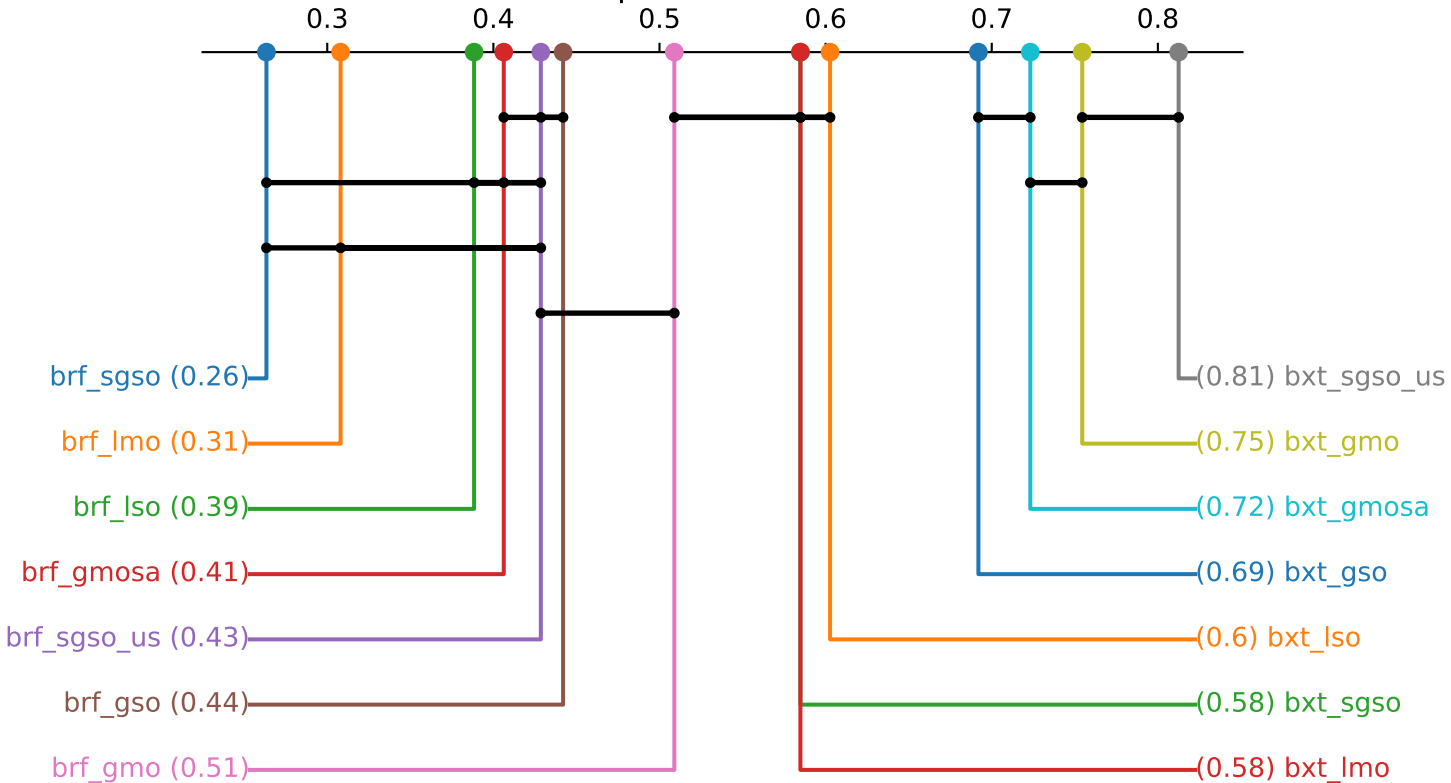 0.3 0.4 0.5 0.6 0.7 0.8
brf_sgso (0.26) (0.81) bxt_sgso_us
brf_lmo (0.31) (0.75) bxt_gmo
brf_lso (0.39) (0.72) bxt_gmosa
brf_gmosa (0.41) (0.69) bxt_gso
brf_sgso_us (0.43) (0.6) bxt_lso
brf_gso (0.44) (0.58) bxt_sgso
brf_gmo (0.51) (0.58) bxt_lmo